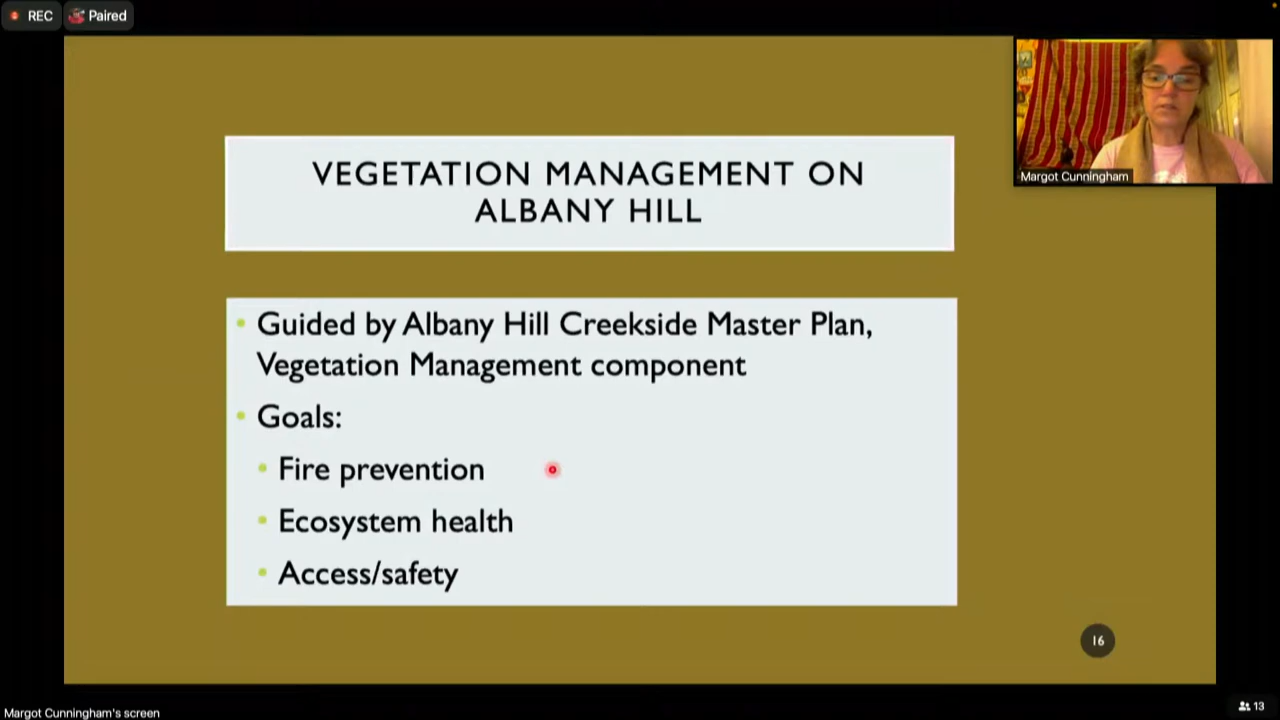 REC
Paired
VEGETATION MANAGEMENT ON
ALBANY HILL
Margot Cunningham
• Guided by Albany Hill Creekside Master Plan,
Vegetation Management component
• Goals:
• Fire prevention
• Ecosystem health
• Access/safety
16
Margot Cunningham's screen
13